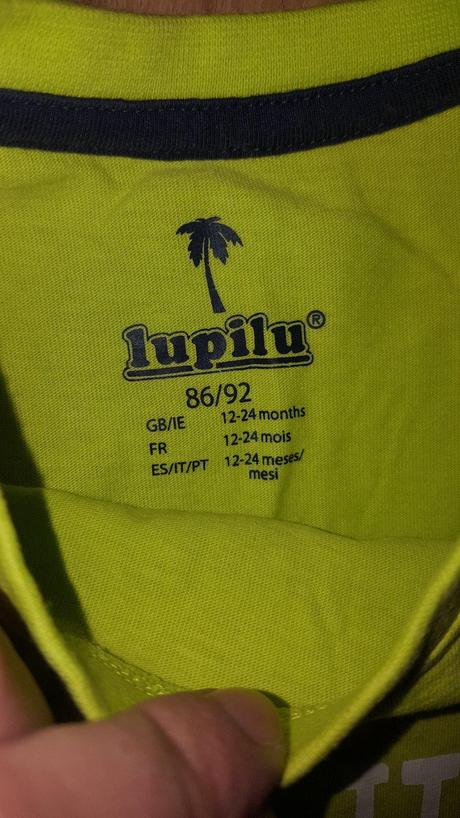 lupilu®
86/92
GB/IE 12-24 months
FR 12-24 mois
ES/IT/PT 12-24 meses/
mesi
IT